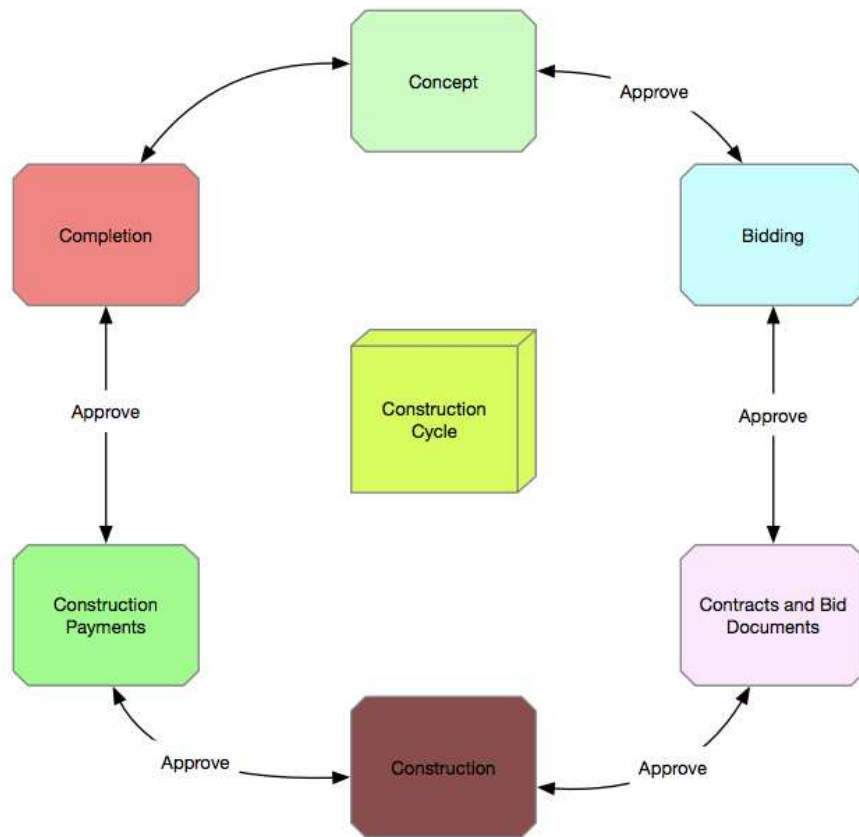 Concept
Approve
Completion
Bidding
Approve
Construction
Cycle
Approve
Construction
Payments
Contracts and Bid
Documents
Approve
Construction
Approve